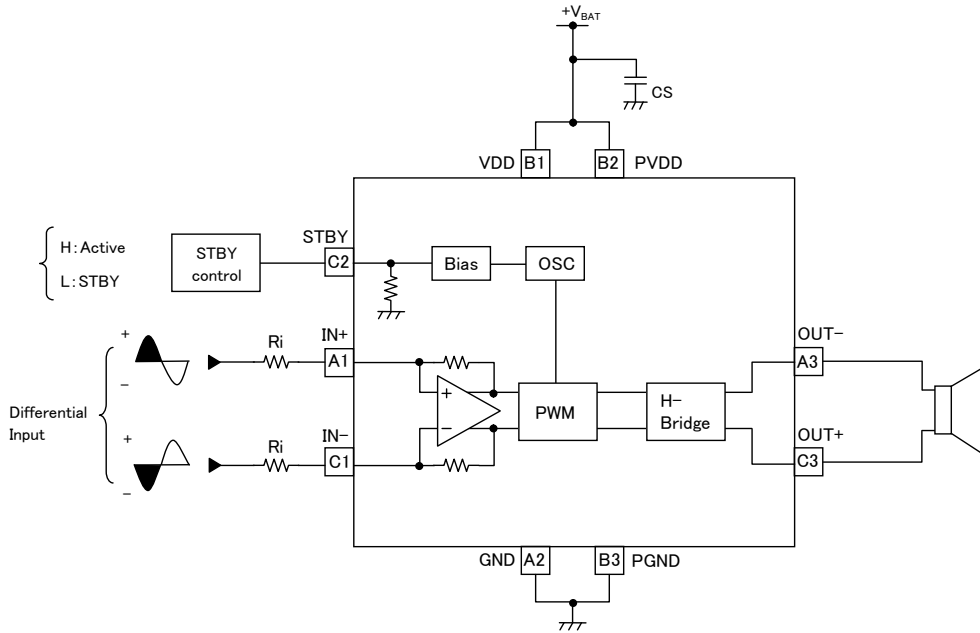 +VBAT
CS
VDD B1 B2 PVDD
STBY
H:Active
L:STBY
STBY
control
C2
Bias
OSC
+
IN+
Ri
A1
-
OUT-
A3
+
-
PWM
H-
Bridge
Differential
Input
+
IN-
Ri
C1
-
OUT+
C3
GND A2 B3 PGND